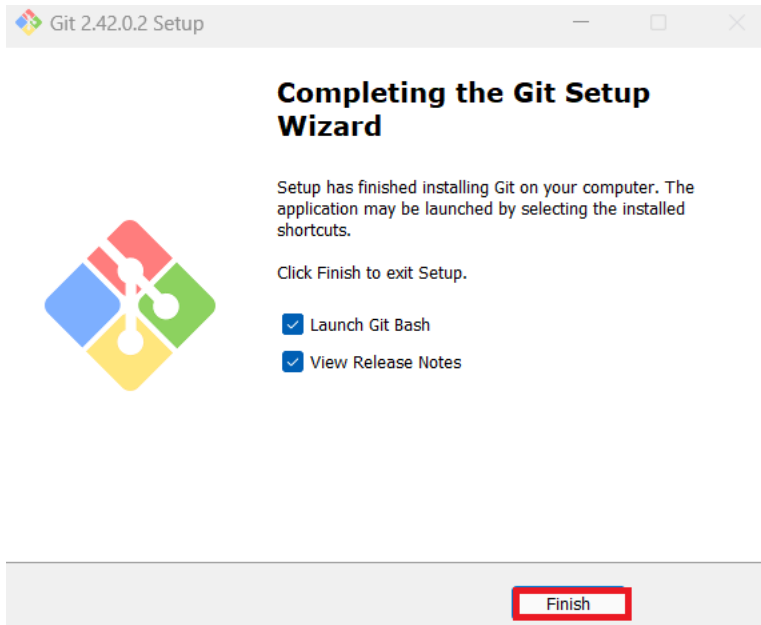 Git 2.42.0.2 Setup
Completing the Git Setup
Wizard
Setup has finished installing Git on your computer. The
application may be launched by selecting the installed
shortcuts.
Click Finish to exit Setup.
Launch Git Bash
View Release Notes
Finish